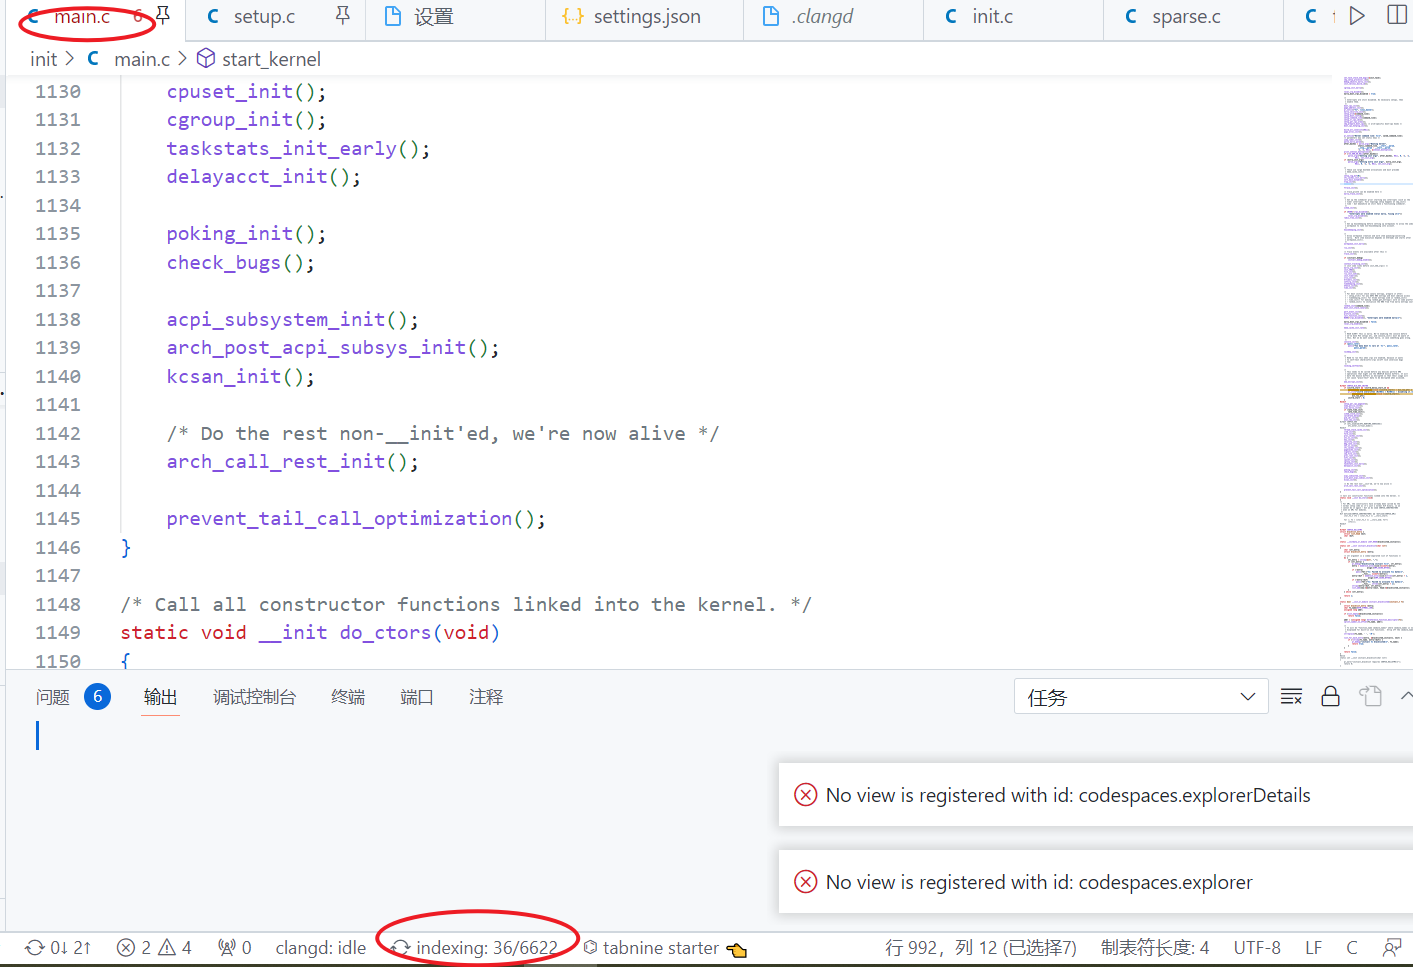 main.c 6
setup.c
设置
settings.json
.clangd
init.c
sparse.c
init > main.c > start_kernel
1130 cpuset_init();
1131 cgroup_init();
1132 taskstats_init_early();
1133 delayacct_init();
1134
1135 poking_init();
1136 check_bugs();
1137
1138 acpi_subsystem_init();
1139 arch_post_acpi_subsys_init();
1140 kcsan_init();
1141
1142 /* Do the rest non-__init'ed, we're now alive */
1143 arch_call_rest_init();
1144
1145 prevent_tail_call_optimization();
1146 }
1147
1148 /* Call all constructor functions linked into the kernel. */
1149 static void __init do_ctors(void)
1150 {
问题 6 输出 调试控制台 终端 端口 注释
任务
No view is registered with id: codespaces.explorerDetails
No view is registered with id: codespaces.explorer
0↓ 2↑ 2 4 0 clangd: idle indexing: 36/6622 tabnine starter 行 992，列 12 (已选择7) 制表符长度: 4 UTF-8 LF C